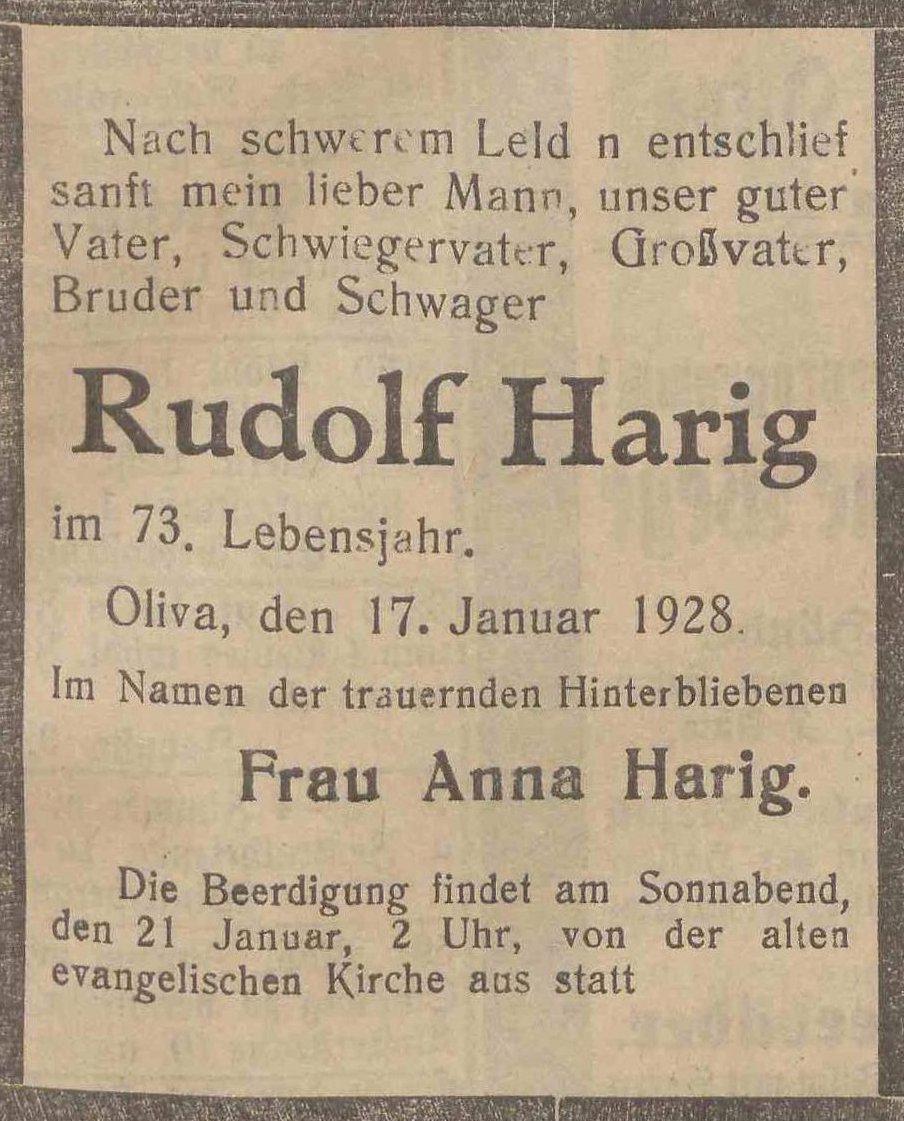 Nach schwerem Leid n entschlief
sanft mein lieber Mann, unser guter
Vater, Schwiegervater, Großvater,
Bruder und Schwager
Rudolf Harig
im 73. Lebensjahr.
Oliva, den 17. Januar 1928.
Im Namen der trauernden Hinterbliebenen
Frau Anna Harig.
Die Beerdigung findet am Sonnabend,
den 21 Januar, 2 Uhr, von der alten
evangelischen Kirche aus statt